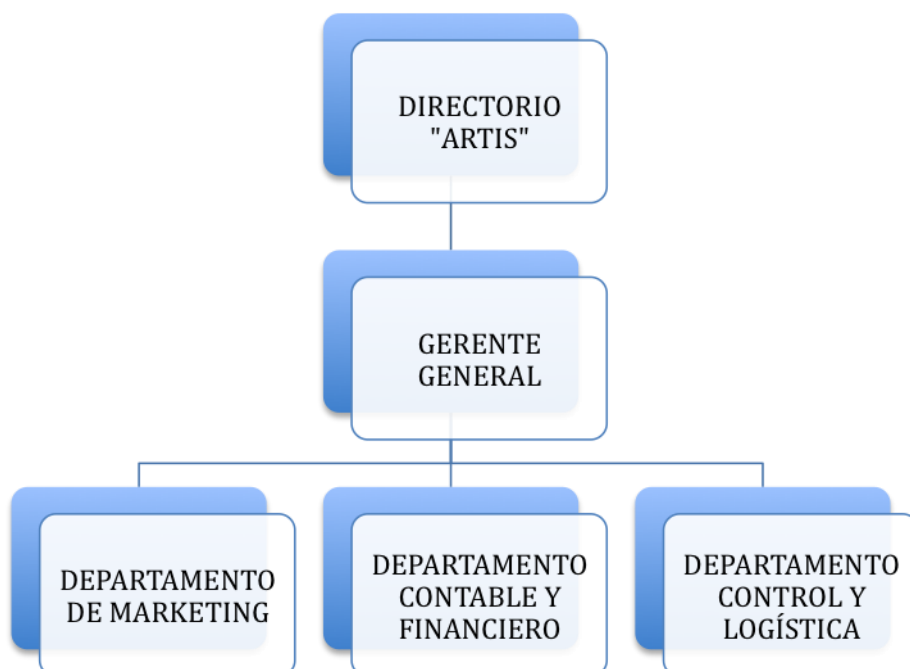 DIRECTORIO
"ARTIS"
GERENTE
GENERAL
DEPARTAMENTO
DE MARKETING
DEPARTAMENTO
CONTABLE Y
FINANCIERO
DEPARTAMENTO
CONTROL Y
LOGÍSTICA